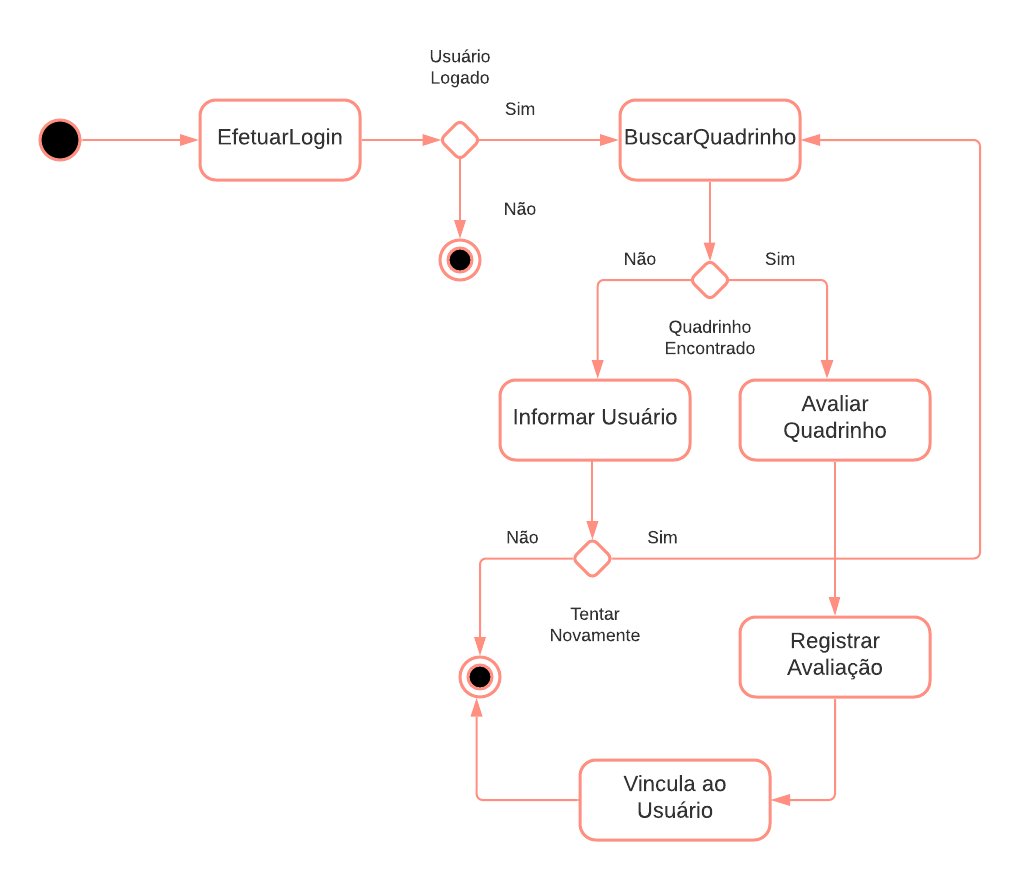 Usuário
Logado
Sim
EfetuarLogin
BuscarQuadrinho
Não
Não
Sim
Quadrinho
Encontrado
Informar Usuário
Avaliar
Quadrinho
Não
Sim
Tentar
Novamente
Registrar
Avaliação
Vincula ao
Usuário